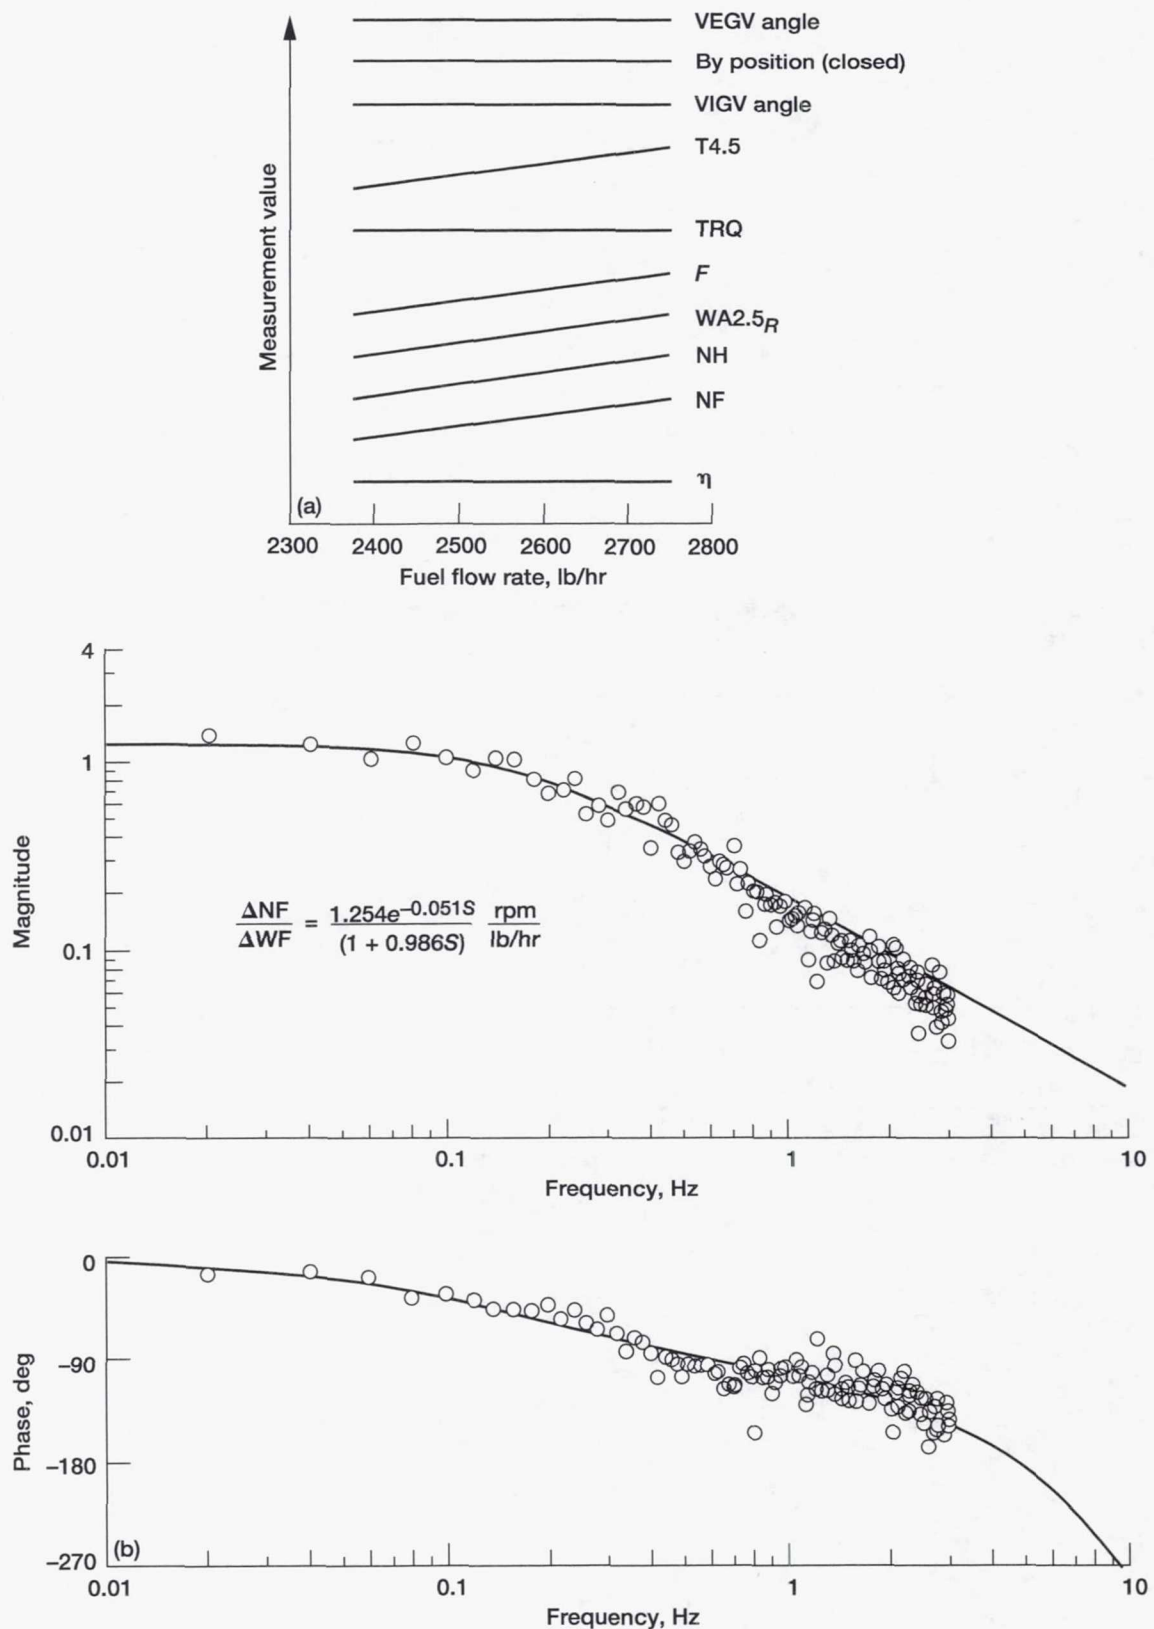 VEGV angle
By position (closed)
VIGV angle
T4.5
TRQ
F
WA2.5R
NH
NF
η
Measurement value
(a)
2300 2400 2500 2600 2700 2800
Fuel flow rate, lb/hr
4
1
0.1
0.01
Magnitude
ΔNF/ΔWF = 1.254e^–0.051S/(1 + 0.986S) rpm/lb/hr
0.01 0.1 1 10
Frequency, Hz
0
–90
–180
–270
Phase, deg
(b)
0.01 0.1 1 10
Frequency, Hz